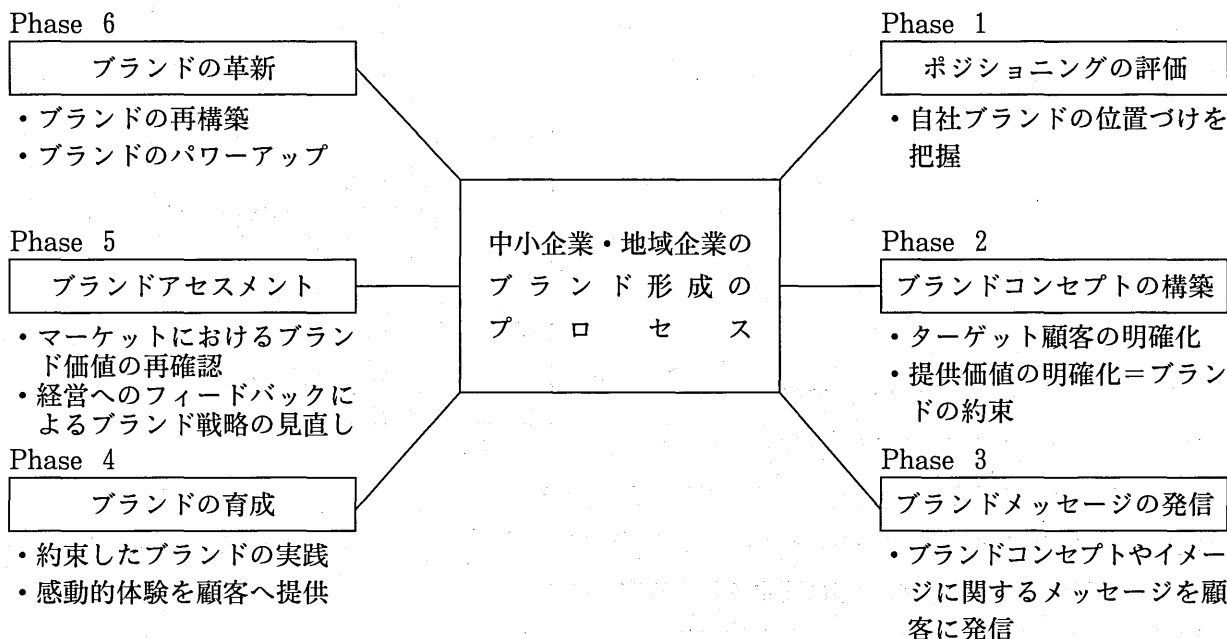 Phase 6
ブランドの革新
・ブランドの再構築
・ブランドのパワーアップ
Phase 5
ブランドアセスメント
・マーケットにおけるブラン
ド価値の再確認
・経営へのフィードバックに
よるブランド戦略の見直し
Phase 4
ブランドの育成
・約束したブランドの実践
・感動的体験を顧客へ提供
中小企業・地域企業の
ブランド形成の
プロセス
Phase 1
ポジショニングの評価
・自社ブランドの位置づけを
把握
Phase 2
ブランドコンセプトの構築
・ターゲット顧客の明確化
・提供価値の明確化＝ブラン
ドの約束
Phase 3
ブランドメッセージの発信
・ブランドコンセプトやイメー
ジに関するメッセージを顧
客に発信